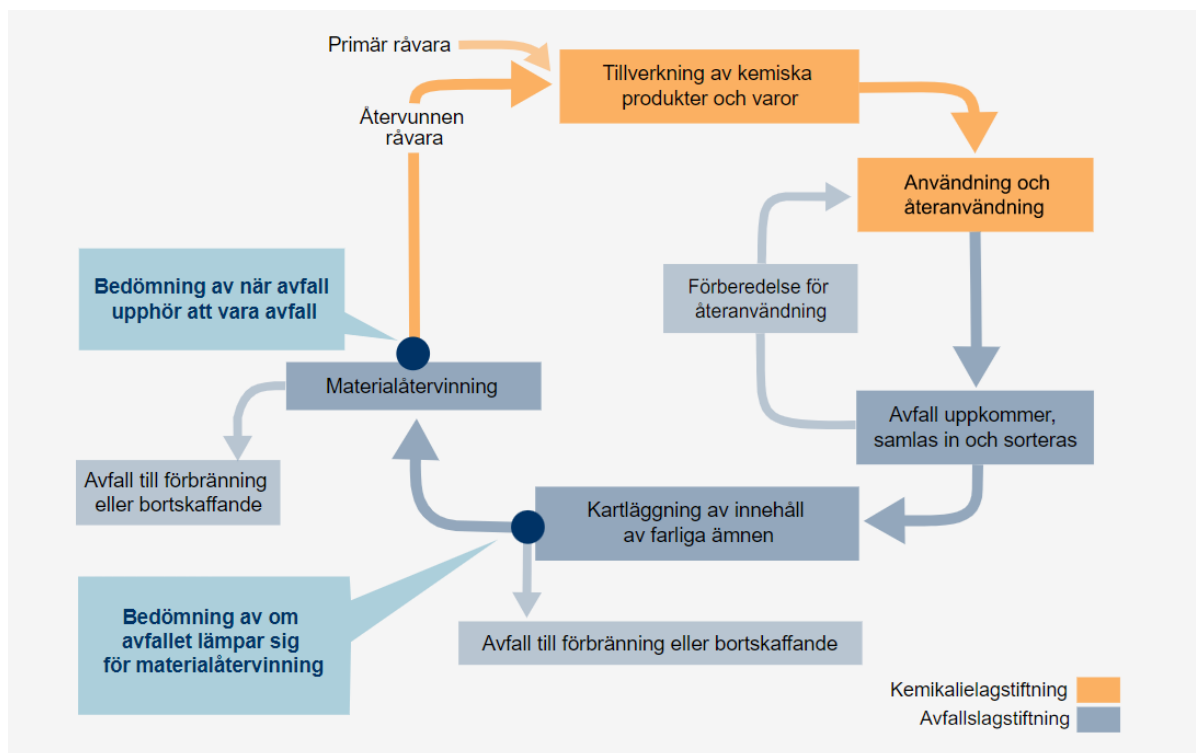 Primär råvara
Tillverkning av kemiska
produkter och varor
Återvunnen
råvara
Användning och
återanvändning
Bedömning av när avfall
upphör att vara avfall
Förberedelse för
återanvändning
Materialåtervinning
Avfall uppkommer,
samlas in och sorteras
Avfall till förbränning
eller bortskaffande
Kartläggning av innehåll
av farliga ämnen
Bedömning av om
avfallet lämpar sig
för materialåtervinning
Avfall till förbränning eller bortskaffande
Kemikalielagstiftning
Avfallslagstiftning